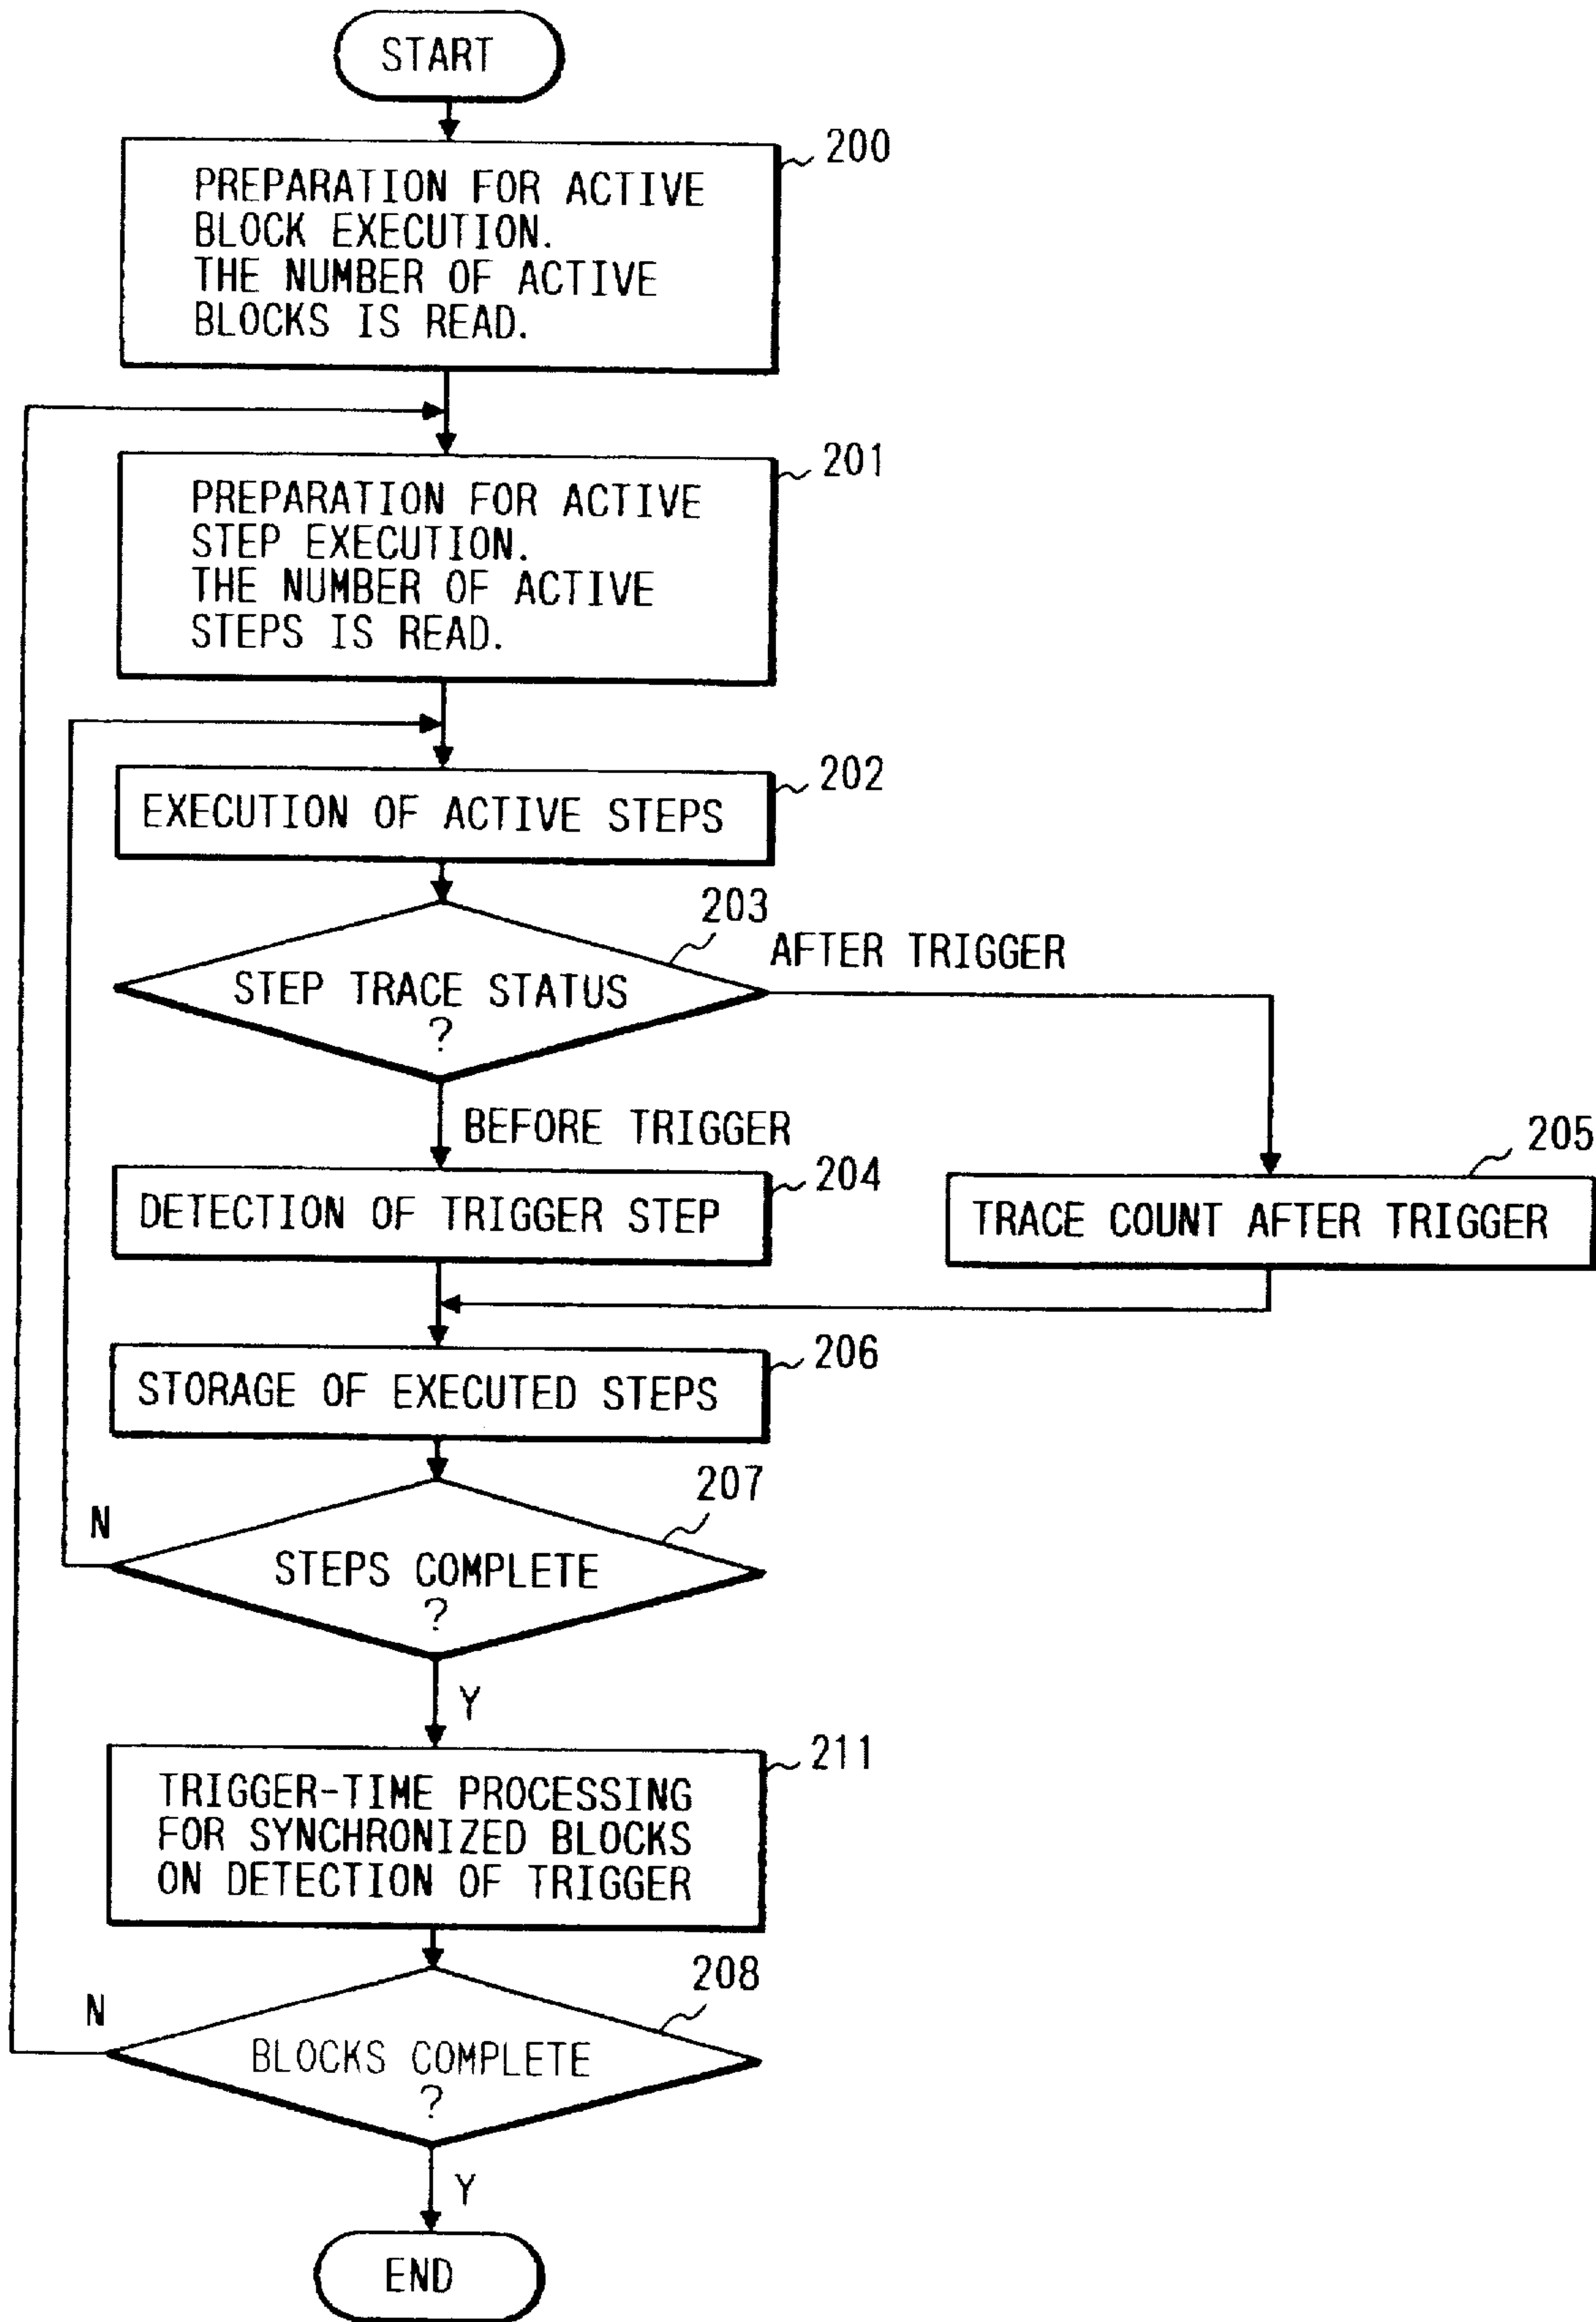 START
200
PREPARATION FOR ACTIVE
BLOCK EXECUTION.
THE NUMBER OF ACTIVE
BLOCKS IS READ.
201
PREPARATION FOR ACTIVE
STEP EXECUTION.
THE NUMBER OF ACTIVE
STEPS IS READ.
202
EXECUTION OF ACTIVE STEPS
203
AFTER TRIGGER
STEP TRACE STATUS
?
BEFORE TRIGGER
204
DETECTION OF TRIGGER STEP
205
TRACE COUNT AFTER TRIGGER
206
STORAGE OF EXECUTED STEPS
207
N
STEPS COMPLETE
?
Y
211
TRIGGER-TIME PROCESSING
FOR SYNCHRONIZED BLOCKS
ON DETECTION OF TRIGGER
208
N
BLOCKS COMPLETE
?
Y
END